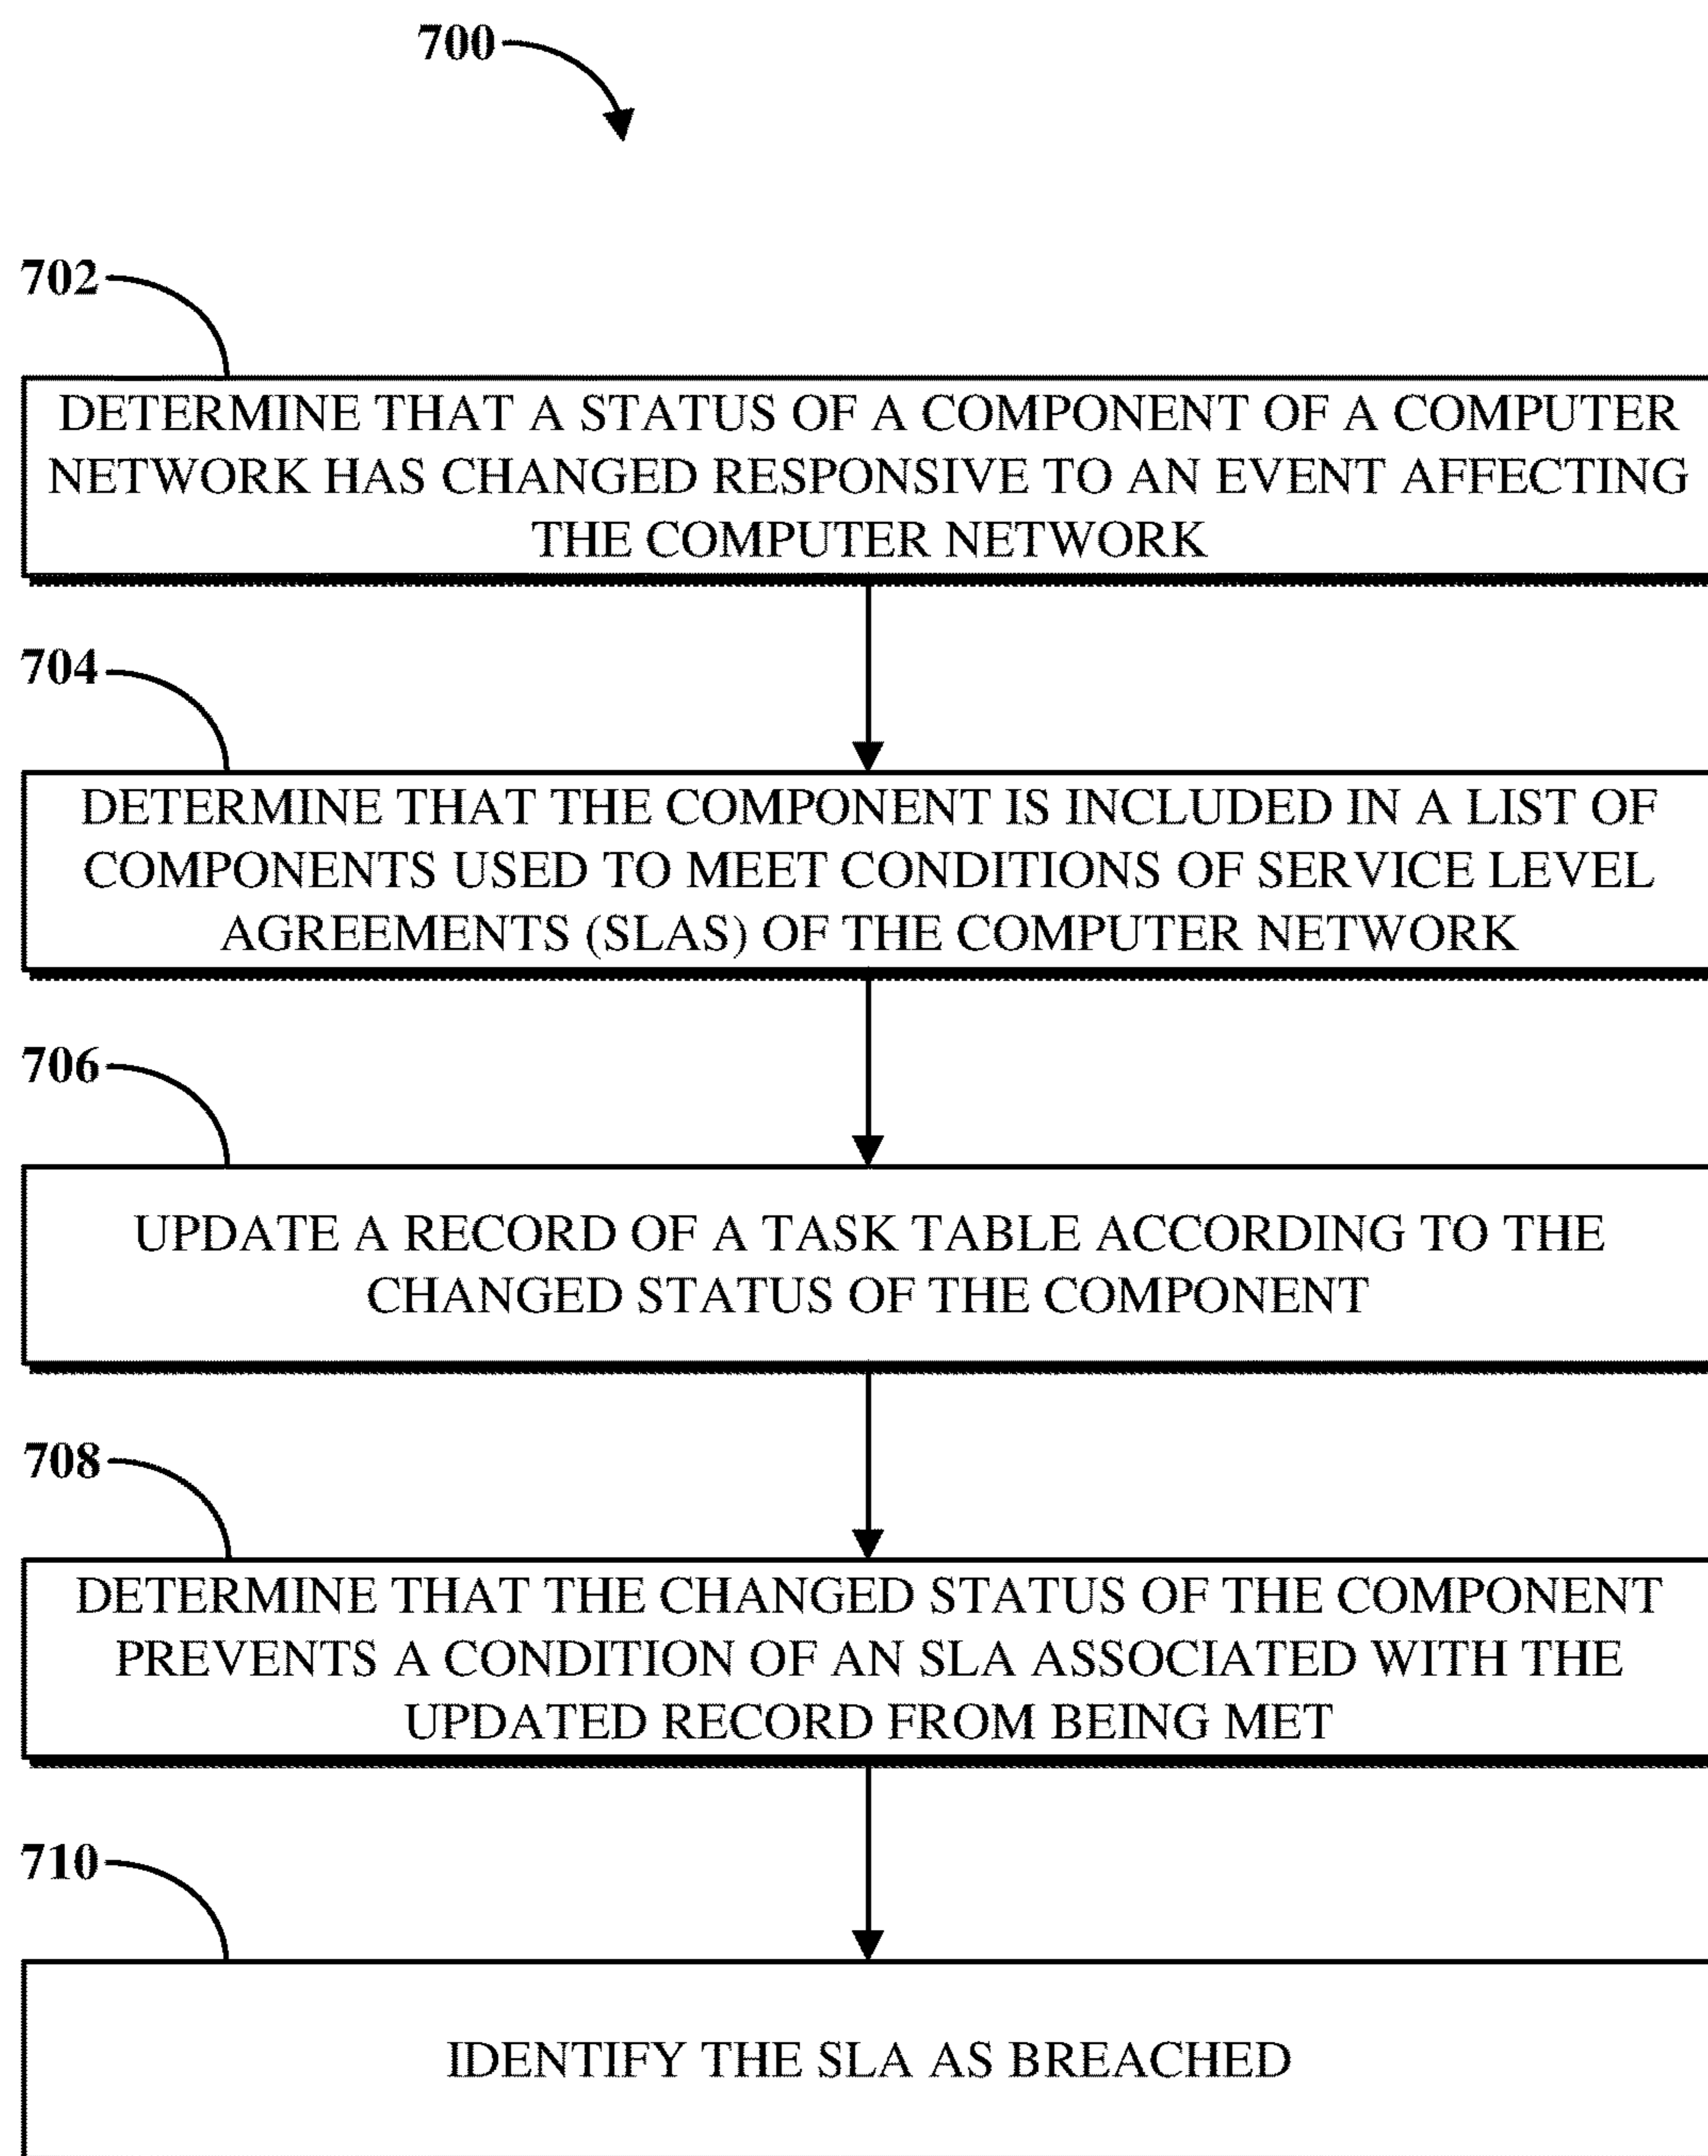 700
702
DETERMINE THAT A STATUS OF A COMPONENT OF A COMPUTER
NETWORK HAS CHANGED RESPONSIVE TO AN EVENT AFFECTING
THE COMPUTER NETWORK
704
DETERMINE THAT THE COMPONENT IS INCLUDED IN A LIST OF
COMPONENTS USED TO MEET CONDITIONS OF SERVICE LEVEL
AGREEMENTS (SLAS) OF THE COMPUTER NETWORK
706
UPDATE A RECORD OF A TASK TABLE ACCORDING TO THE
CHANGED STATUS OF THE COMPONENT
708
DETERMINE THAT THE CHANGED STATUS OF THE COMPONENT
PREVENTS A CONDITION OF AN SLA ASSOCIATED WITH THE
UPDATED RECORD FROM BEING MET
710
IDENTIFY THE SLA AS BREACHED